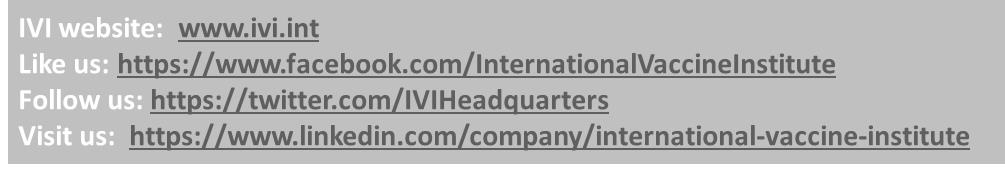 IVI website:  www.ivi.int
Like us: https://www.facebook.com/InternationalVaccineInstitute
Follow us: https://twitter.com/IVIHeadquarters
Visit us:  https://www.linkedin.com/company/international-vaccine-institute